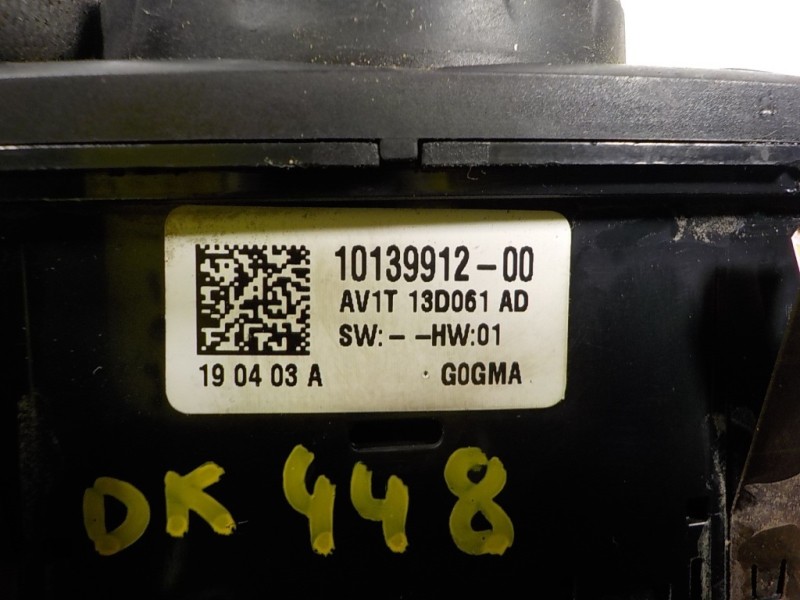 10139912-00
AV1T 13D061 AD
SW:- -HW:01
19 04 03 A G0GMA
DK 448